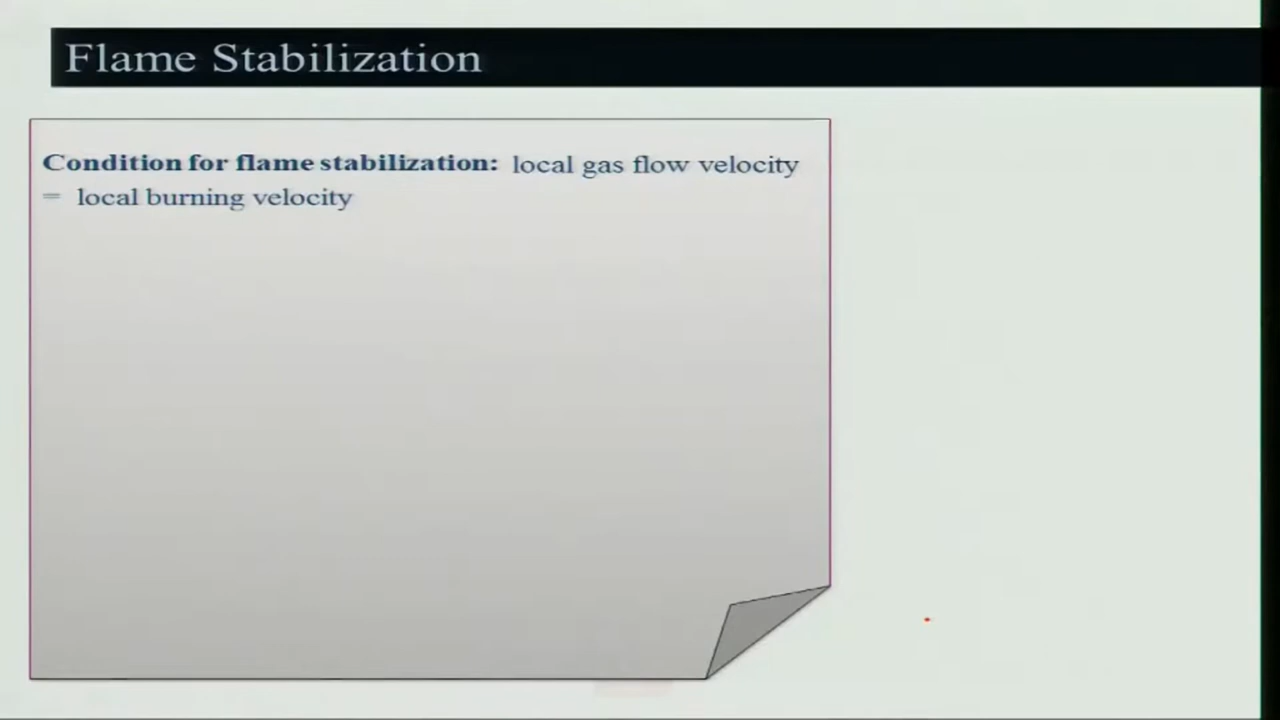 Flame Stabilization
Condition for flame stabilization: local gas flow velocity
= local burning velocity